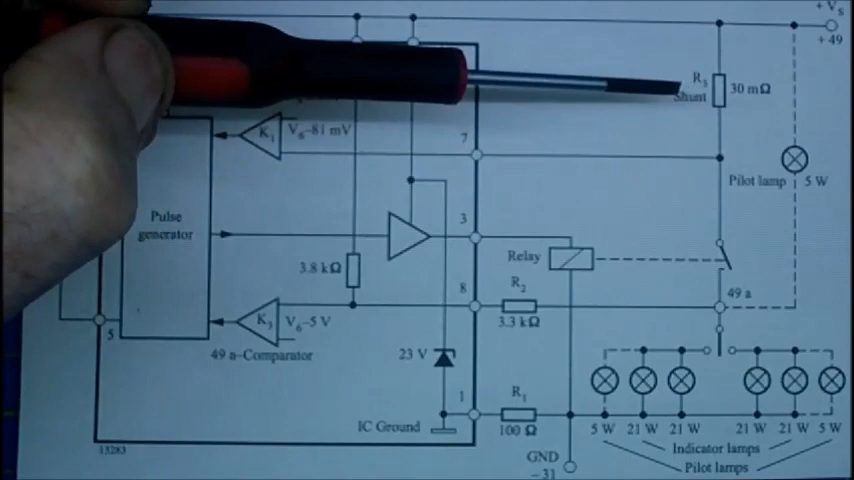 + Vs
+ 49
R3
30 mΩ
Shunt
K1
V6–81 mV
7
Pilot lamp
5 W
Pulse
generator
3
Relay
3.8 kΩ
8
R2
49 a
K3
V6–5 V
3.3 kΩ
5
49 a–Comparator
23 V
1
R1
IC Ground
100 Ω
5 W 21 W 21 W 21 W 21 W 5 W
Indicator lamps
13283
GND
Pilot lamps
–31